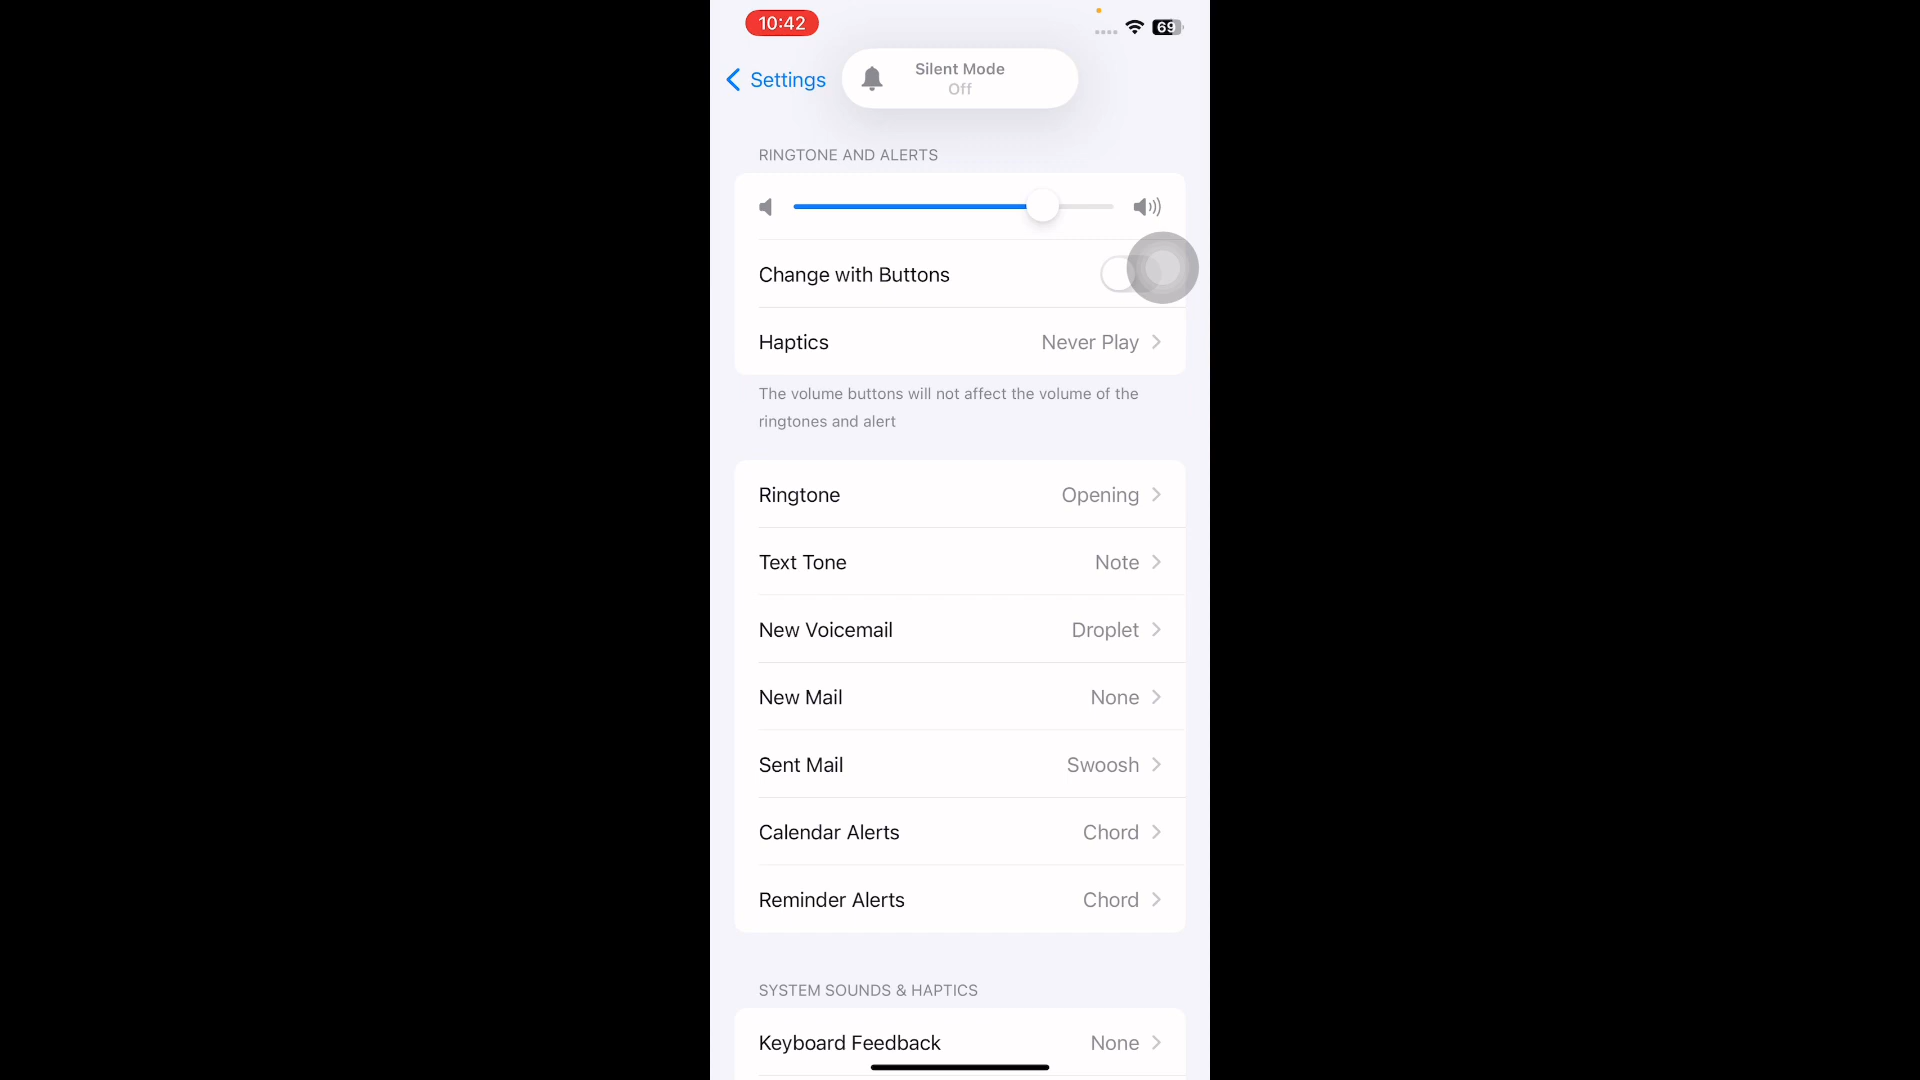 10:42
69
Settings
Silent Mode
Off
RINGTONE AND ALERTS
Change with Buttons
Haptics Never Play
The volume buttons will not affect the volume of the
ringtones and alert
Ringtone Opening
Text Tone Note
New Voicemail Droplet
New Mail None
Sent Mail Swoosh
Calendar Alerts Chord
Reminder Alerts Chord
SYSTEM SOUNDS & HAPTICS
Keyboard Feedback None